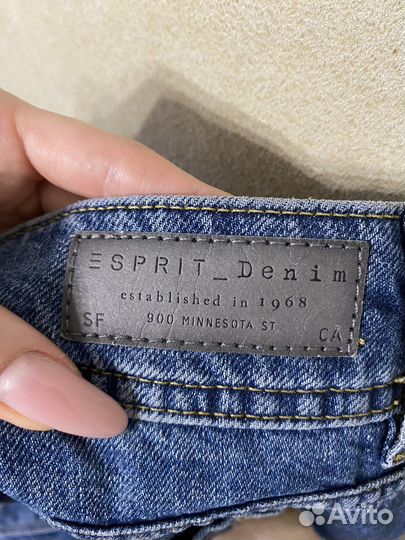 ESPRIT_Denim
established in 1968
SF 900 MINNESOTA ST CA
Avito